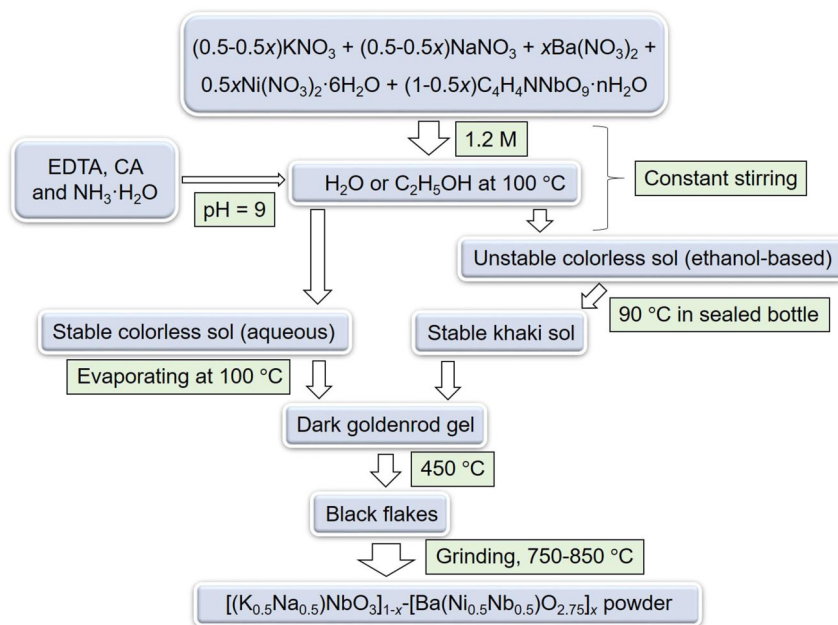 (0.5-0.5x)KNO₃ + (0.5-0.5x)NaNO₃ + xBa(NO₃)₂ +
0.5xNi(NO₃)₂·6H₂O + (1-0.5x)C₄H₄NNbO₉·nH₂O
1.2 M
EDTA, CA
and NH₃·H₂O
pH = 9
H₂O or C₂H₅OH at 100 °C
Constant stirring
Unstable colorless sol (ethanol-based)
90 °C in sealed bottle
Stable colorless sol (aqueous)
Stable khaki sol
Evaporating at 100 °C
Dark goldenrod gel
450 °C
Black flakes
Grinding, 750-850 °C
[(K₀.₅Na₀.₅)NbO₃]₁₋ₓ-[Ba(Ni₀.₅Nb₀.₅)O₂.₇₅]ₓ powder